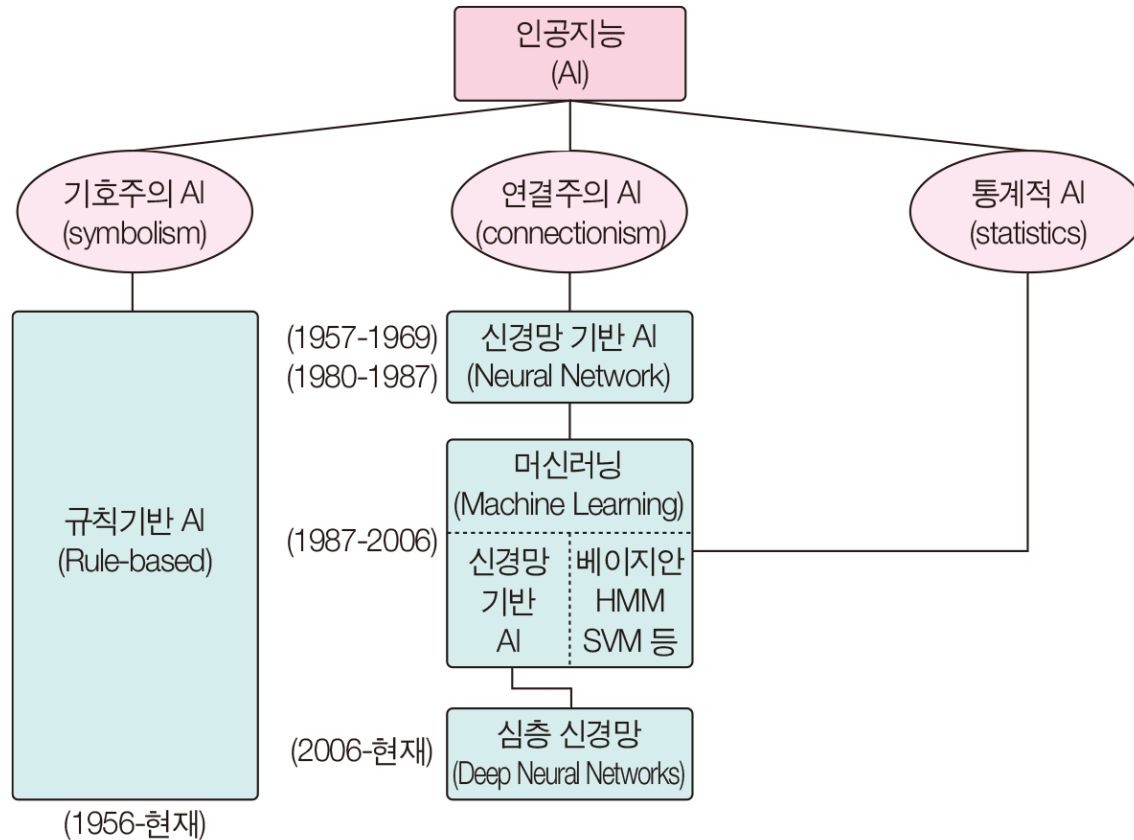 인공지능
(AI)
기호주의 AI
(symbolism)
연결주의 AI
(connectionism)
통계적 AI
(statistics)
규칙기반 AI
(Rule-based)
(1956-현재)
(1957-1969)
(1980-1987)
신경망 기반 AI
(Neural Network)
(1987-2006)
머신러닝
(Machine Learning)
신경망
기반
AI
베이지안
HMM
SVM 등
(2006-현재)
심층 신경망
(Deep Neural Networks)